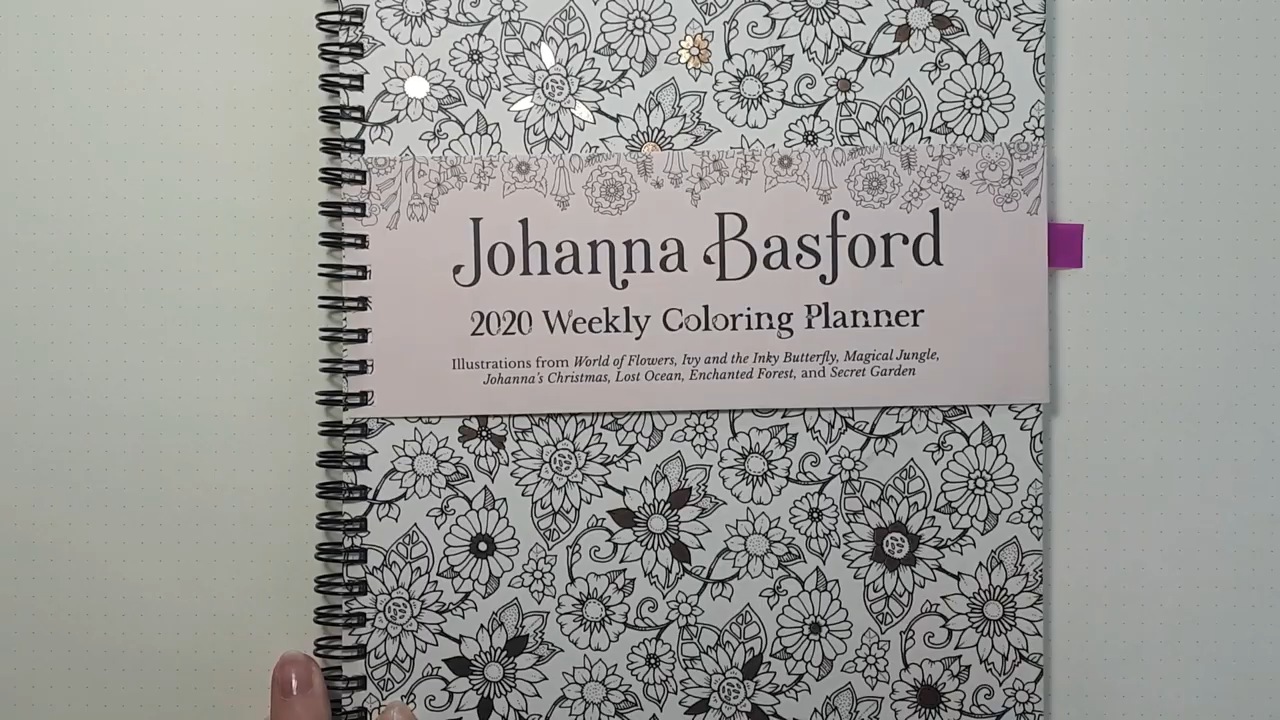 Johanna Basford
2020 Weekly Coloring Planner
Illustrations from World of Flowers, Ivy and the Inky Butterfly, Magical Jungle,
Johanna's Christmas, Lost Ocean, Enchanted Forest, and Secret Garden